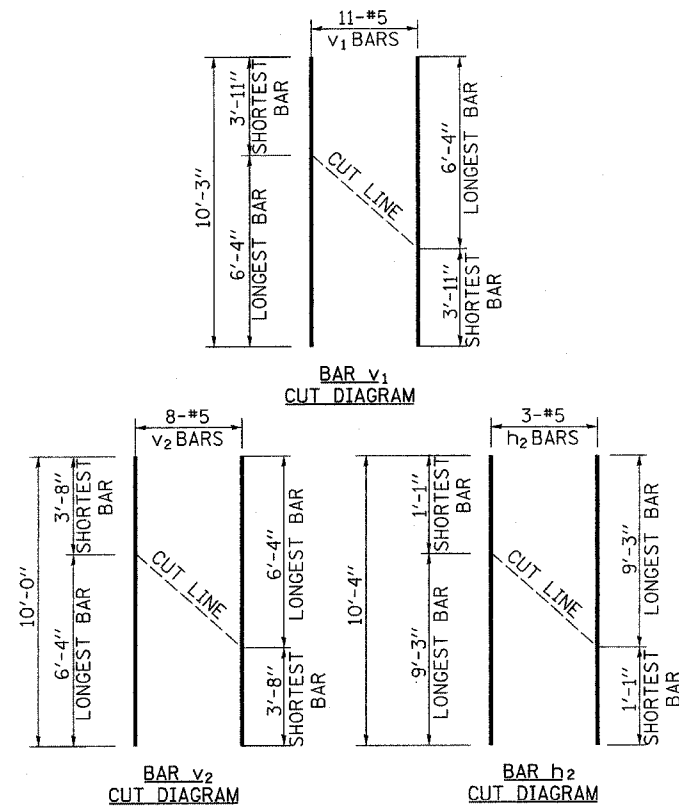 11-#5
v1 BARS
10'-3"
3'-11"
SHORTEST
BAR
6'-4"
LONGEST BAR
CUT LINE
6'-4"
LONGEST BAR
3'-11"
SHORTEST
BAR
BAR v1
CUT DIAGRAM
8-#5
v2 BARS
10'-0"
3'-8"
SHORTEST
BAR
6'-4"
LONGEST BAR
CUT LINE
6'-4"
LONGEST BAR
3'-8"
SHORTEST
BAR
BAR v2
CUT DIAGRAM
3-#5
h2 BARS
10'-4"
1'-1"
SHORTEST
BAR
9'-3"
LONGEST BAR
CUT LINE
9'-3"
LONGEST BAR
1'-1"
SHORTEST
BAR
BAR h2
CUT DIAGRAM